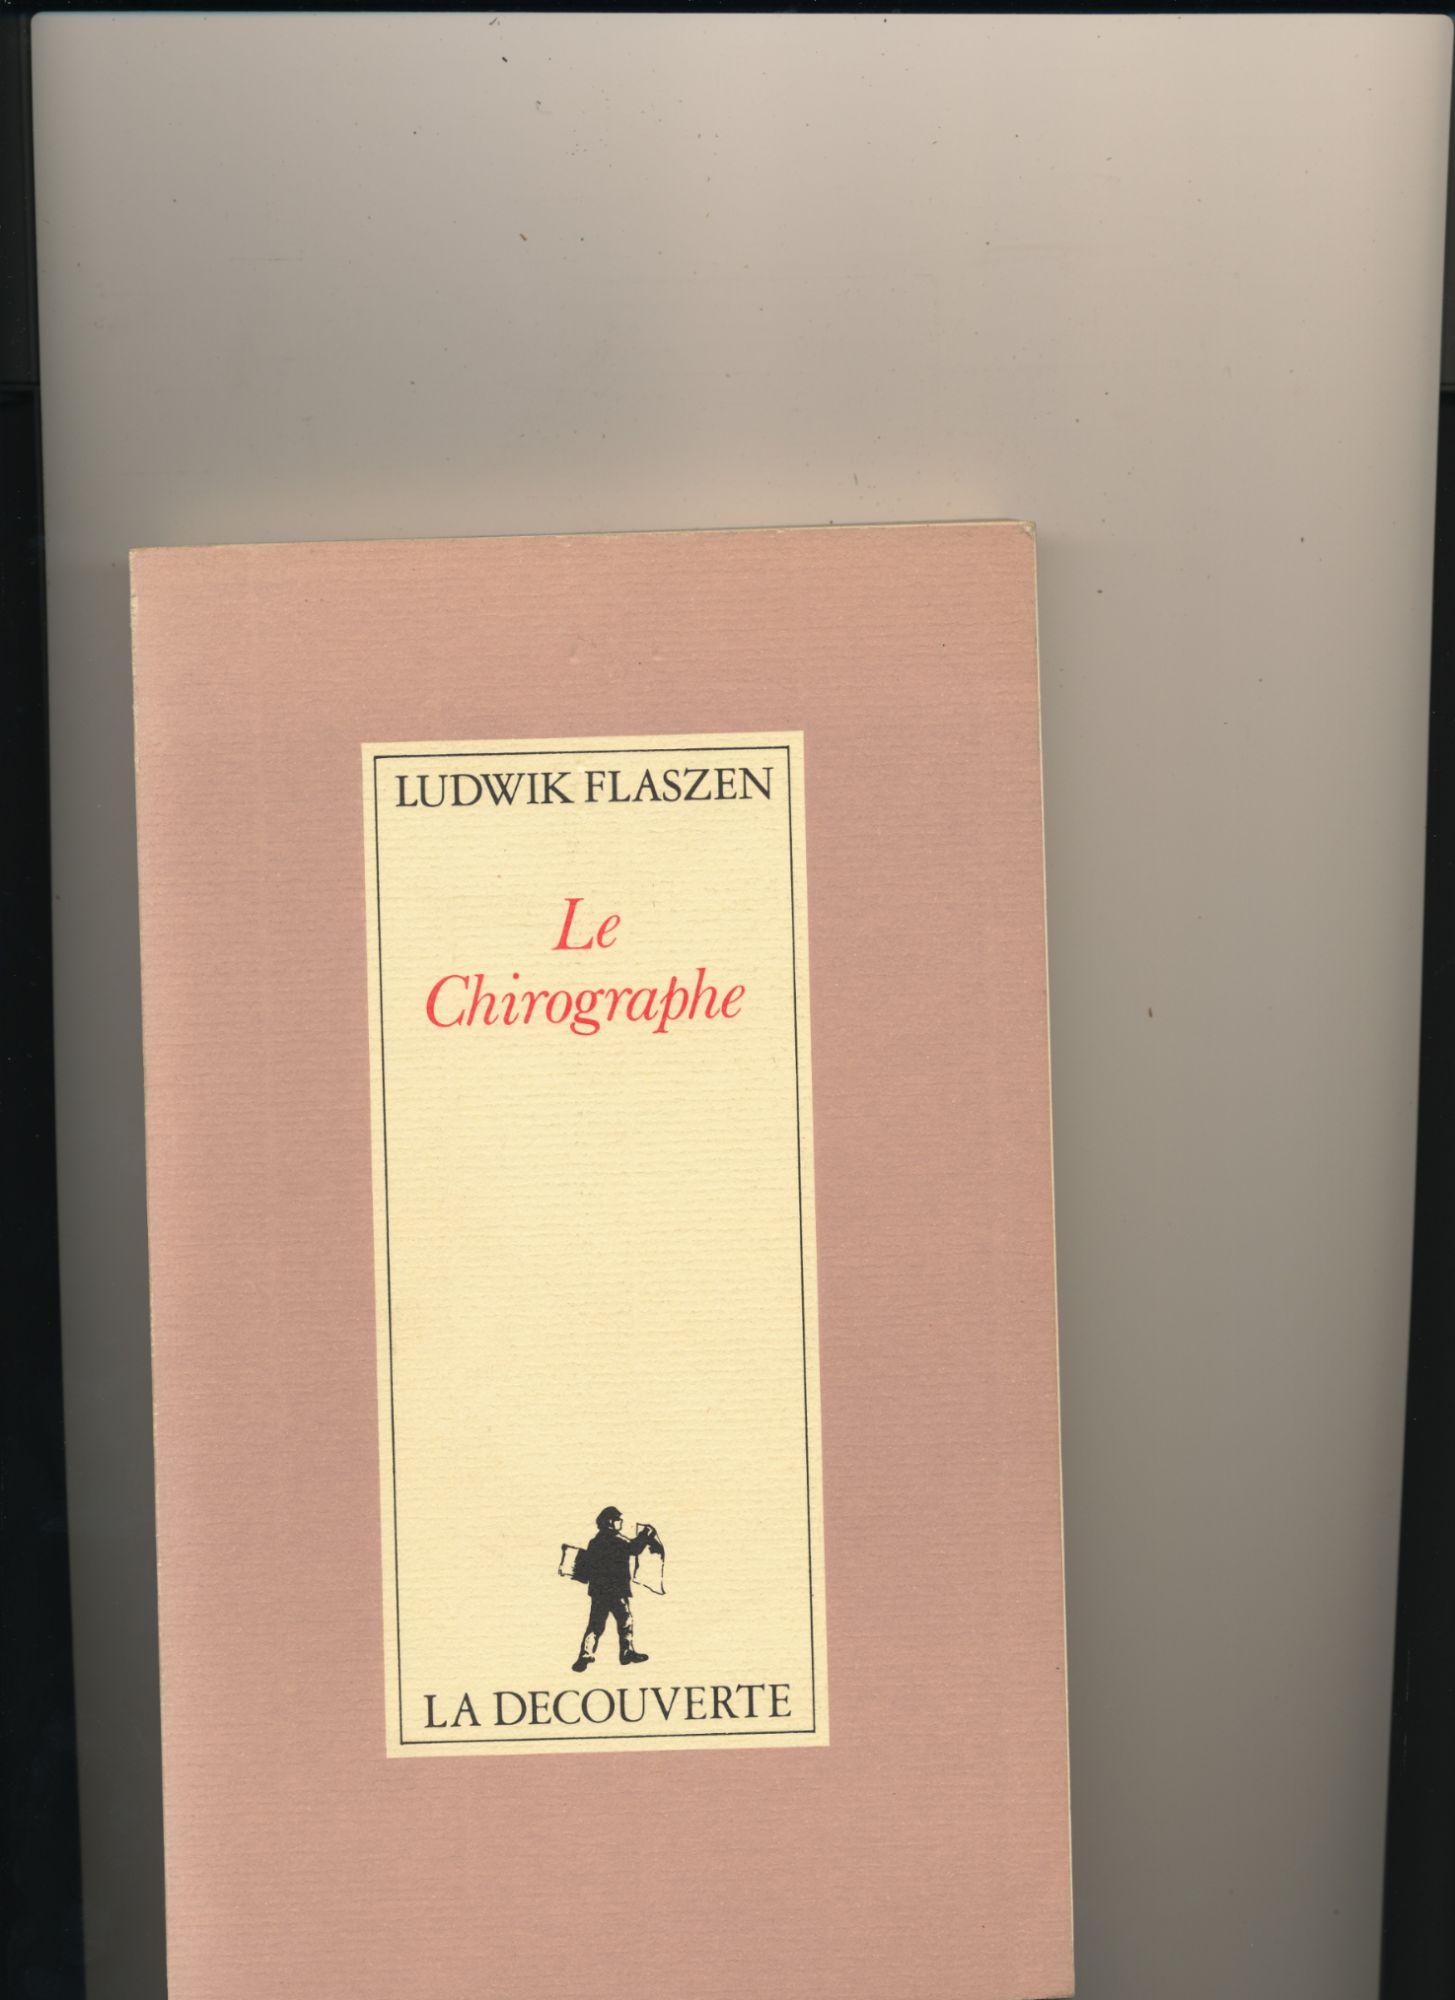 LUDWIK FLASZEN
Le
Chirographe
LA DECOUVERTE